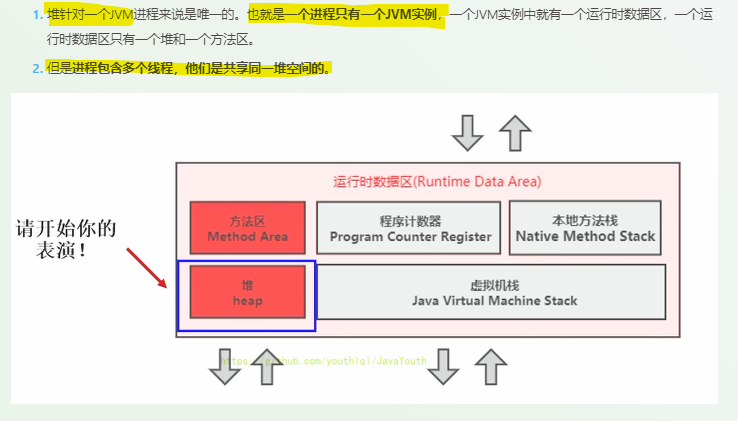 1. 堆针对一个JVM进程来说是唯一的。也就是一个进程只有一个JVM实例，一个JVM实例中就有一个运行时数据区，一个运
行时数据区只有一个堆和一个方法区。
2. 但是进程包含多个线程，他们是共享同一堆空间的。
运行时数据区(Runtime Data Area)
方法区
Method Area
程序计数器
Program Counter Register
本地方法栈
Native Method Stack
请开始你的
表演！
堆
heap
虚拟机栈
Java Virtual Machine Stack
https://github.com/youthlql/JavaYouth